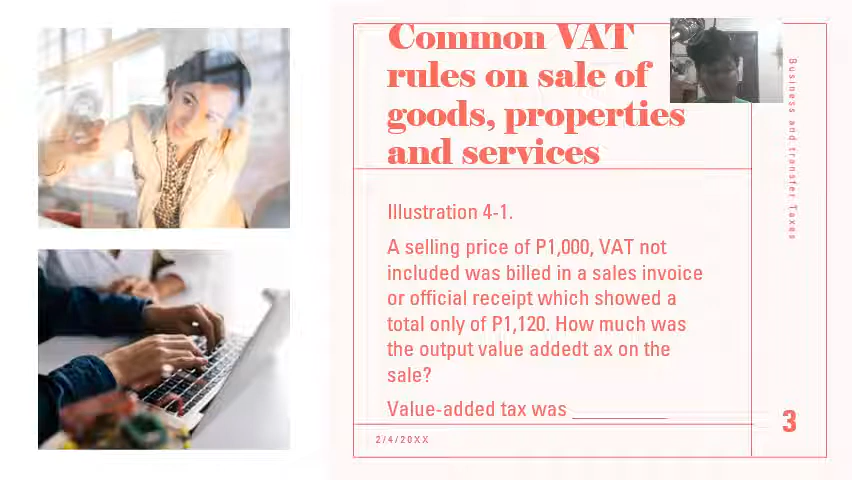 Common VAT
rules on sale of
goods, properties
and services
Business and transfer Taxes
Illustration 4-1.
A selling price of P1,000, VAT not
included was billed in a sales invoice
or official receipt which showed a
total only of P1,120. How much was
the output value addedt ax on the
sale?
Value-added tax was __________
2/4/20XX
3